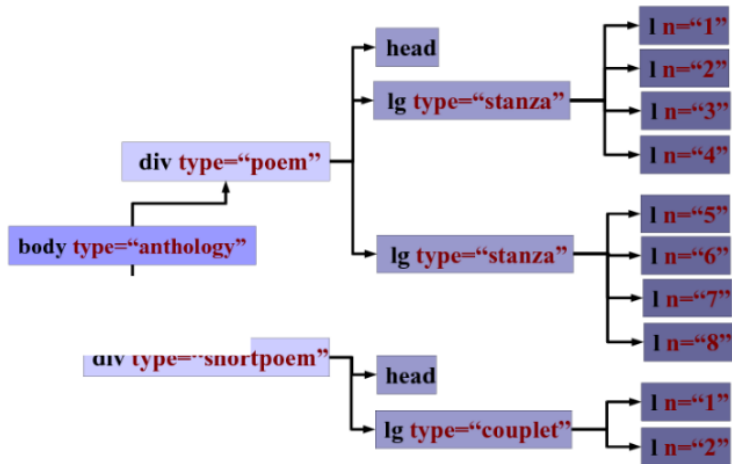 head
lg type=“stanza”
l n=“1”
l n=“2”
l n=“3”
l n=“4”
div type=“poem”
body type=“anthology”
lg type=“stanza”
l n=“5”
l n=“6”
l n=“7”
l n=“8”
div type=“shortpoem”
head
lg type=“couplet”
l n=“1”
l n=“2”